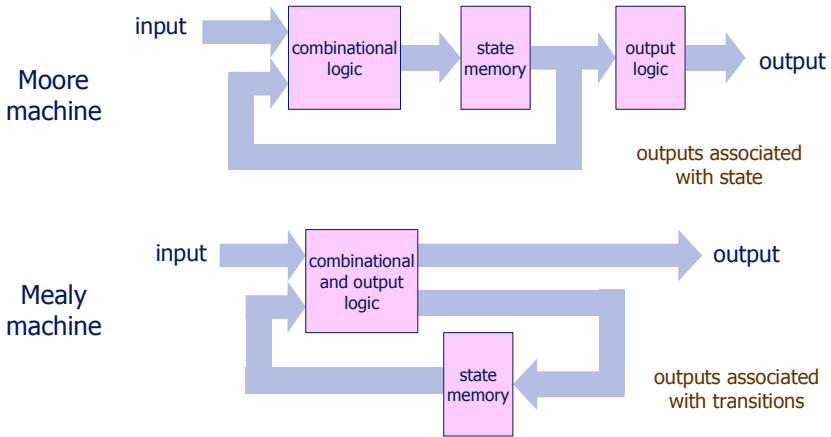 input
combinational
logic
state
memory
output
logic
output
Moore
machine
outputs associated
with state
input
combinational
and output
logic
output
Mealy
machine
state
memory
outputs associated
with transitions